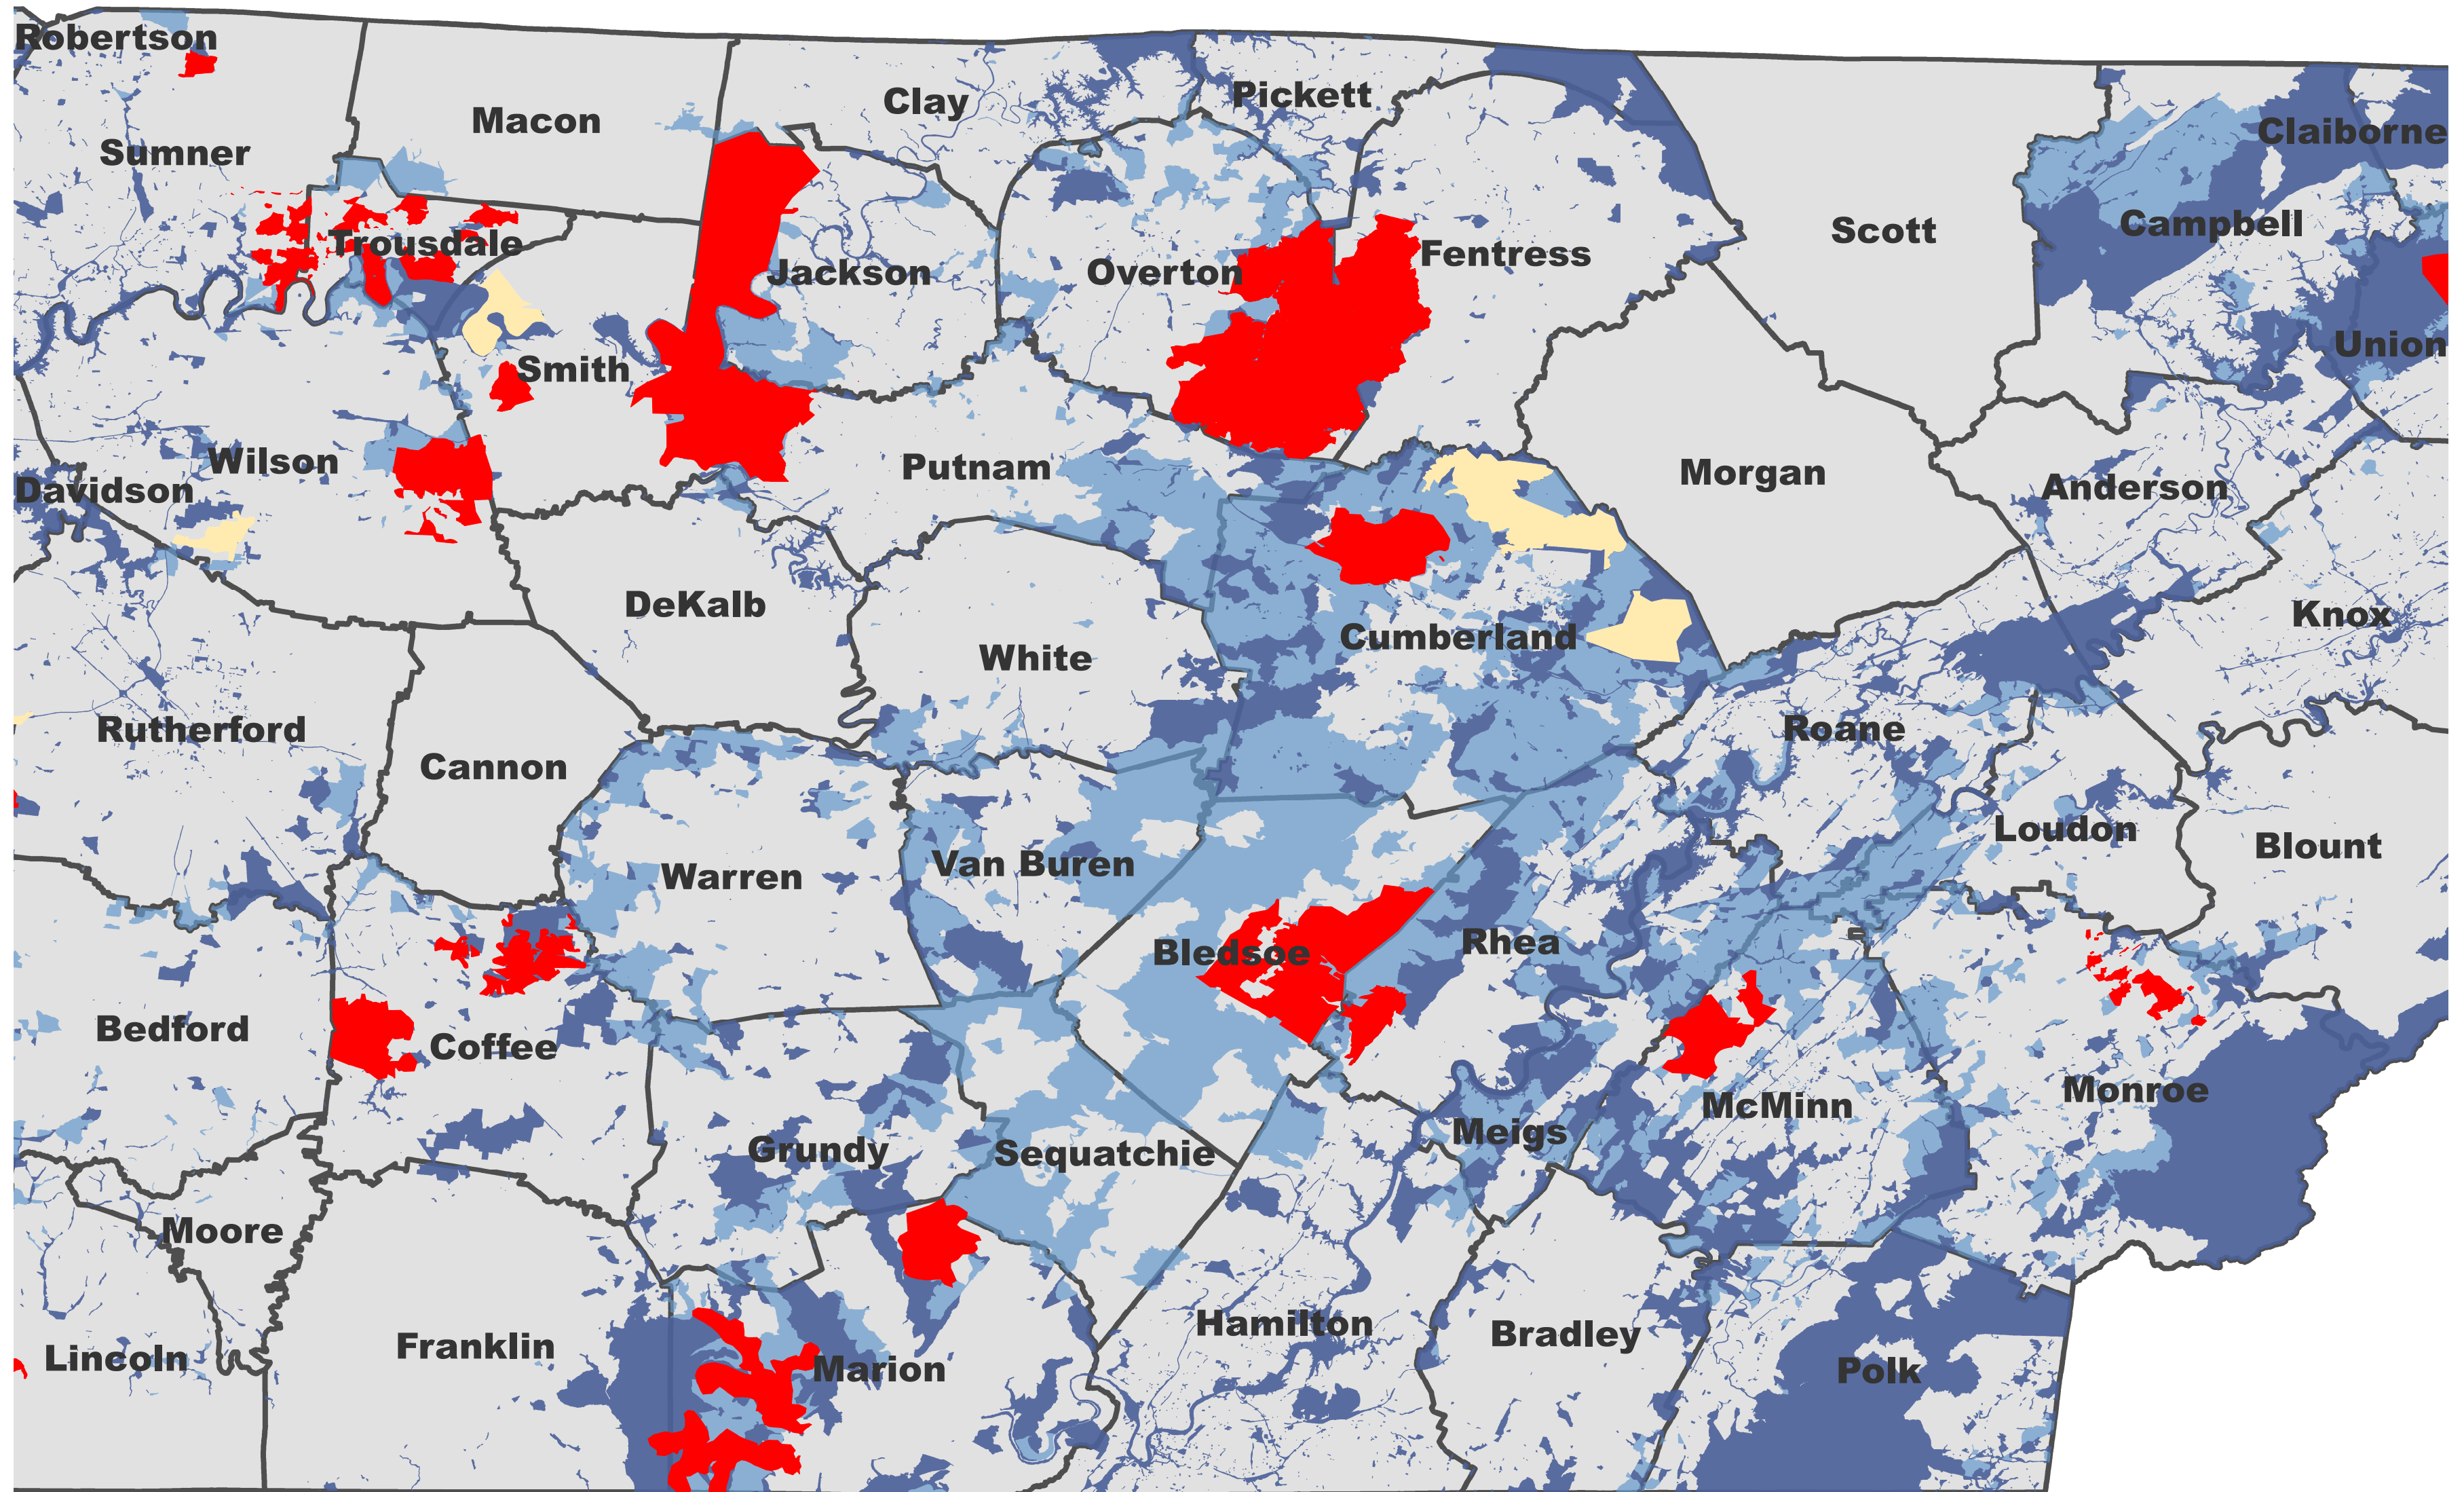 Robertson
Pickett
Clay
Macon
Claiborne
Sumner
Campbell
Scott
Trousdale
Fentress
Jackson
Overton
Union
Smith
Wilson
Putnam
Morgan
Davidson
Anderson
DeKalb
Knox
Cumberland
White
Rutherford
Roane
Cannon
Loudon
Blount
Van Buren
Warren
Rhea
Bledsoe
Bedford
Coffee
Monroe
McMinn
Meigs
Grundy
Sequatchie
Moore
Hamilton
Bradley
Franklin
Lincoln
Marion
Polk